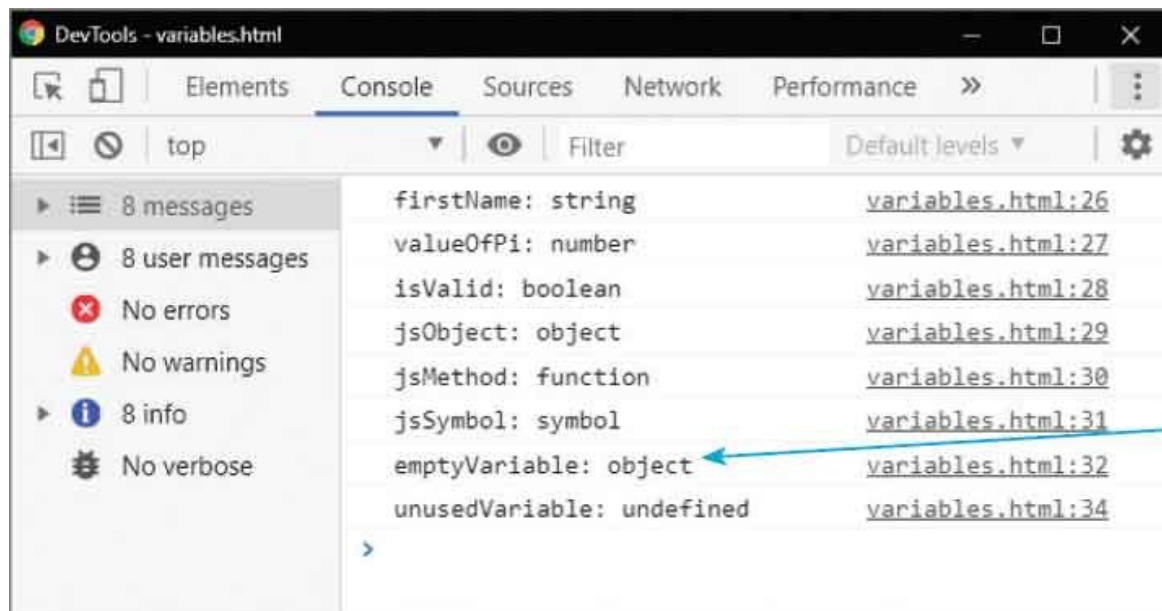 DevTools - variables.html
Elements Console Sources Network Performance »
top Filter Default levels
8 messages
8 user messages
No errors
No warnings
8 info
No verbose
firstName: string variables.html:26
valueOfPi: number variables.html:27
isValid: boolean variables.html:28
jsObject: object variables.html:29
jsMethod: function variables.html:30
jsSymbol: symbol variables.html:31
emptyVariable: object variables.html:32
unusedVariable: undefined variables.html:34
>